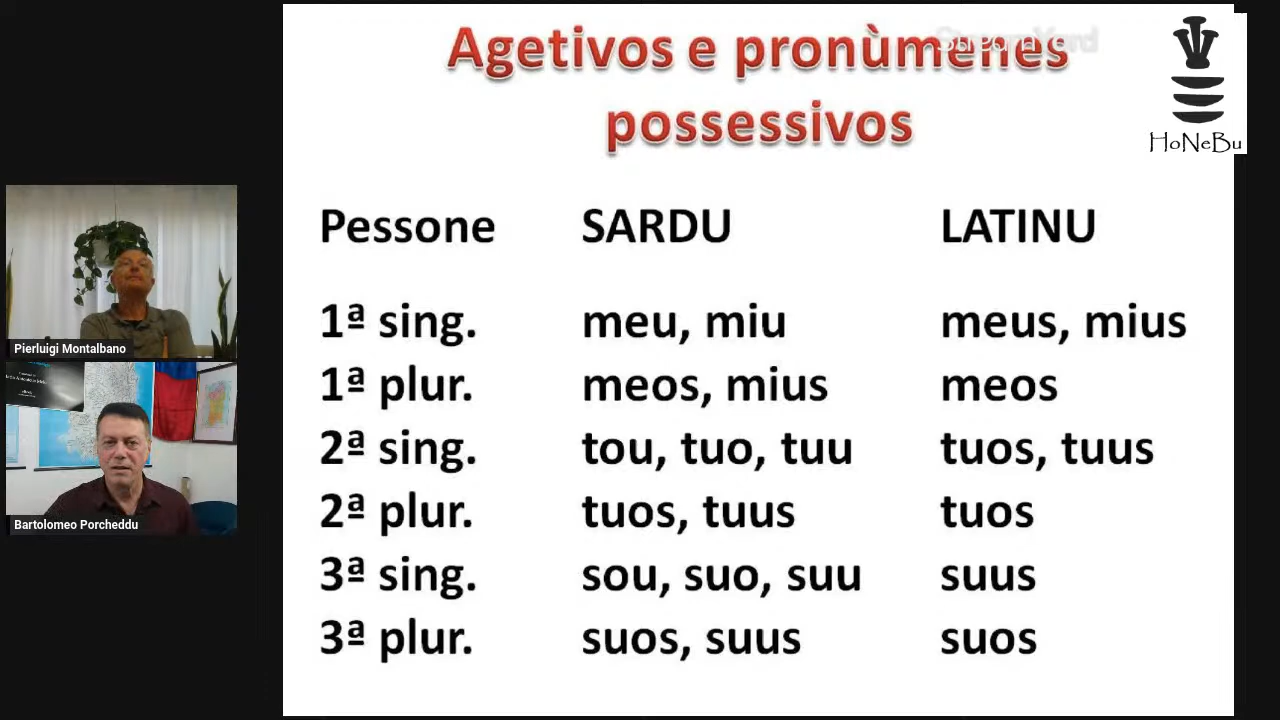 Agetivos e pronùmenes
possessivos
StreamYard
HoNeBu
Pessone SARDU LATINU
1ª sing. meu, miu meus, mius
1ª plur. meos, mius meos
2ª sing. tou, tuo, tuu tuos, tuus
2ª plur. tuos, tuus tuos
3ª sing. sou, suo, suu suus
3ª plur. suos, suus suos
Pierluigi Montalbano
Bartolomeo Porcheddu